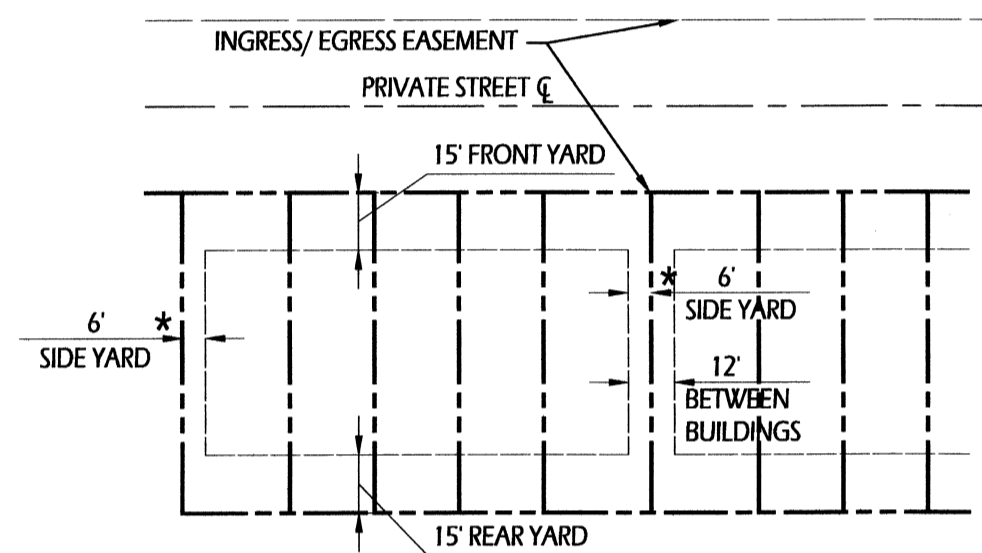 INGRESS/ EGRESS EASEMENT
PRIVATE STREET ℄
15' FRONT YARD
* 6'
SIDE YARD
6' *
SIDE YARD
12'
BETWEEN
BUILDINGS
15' REAR YARD